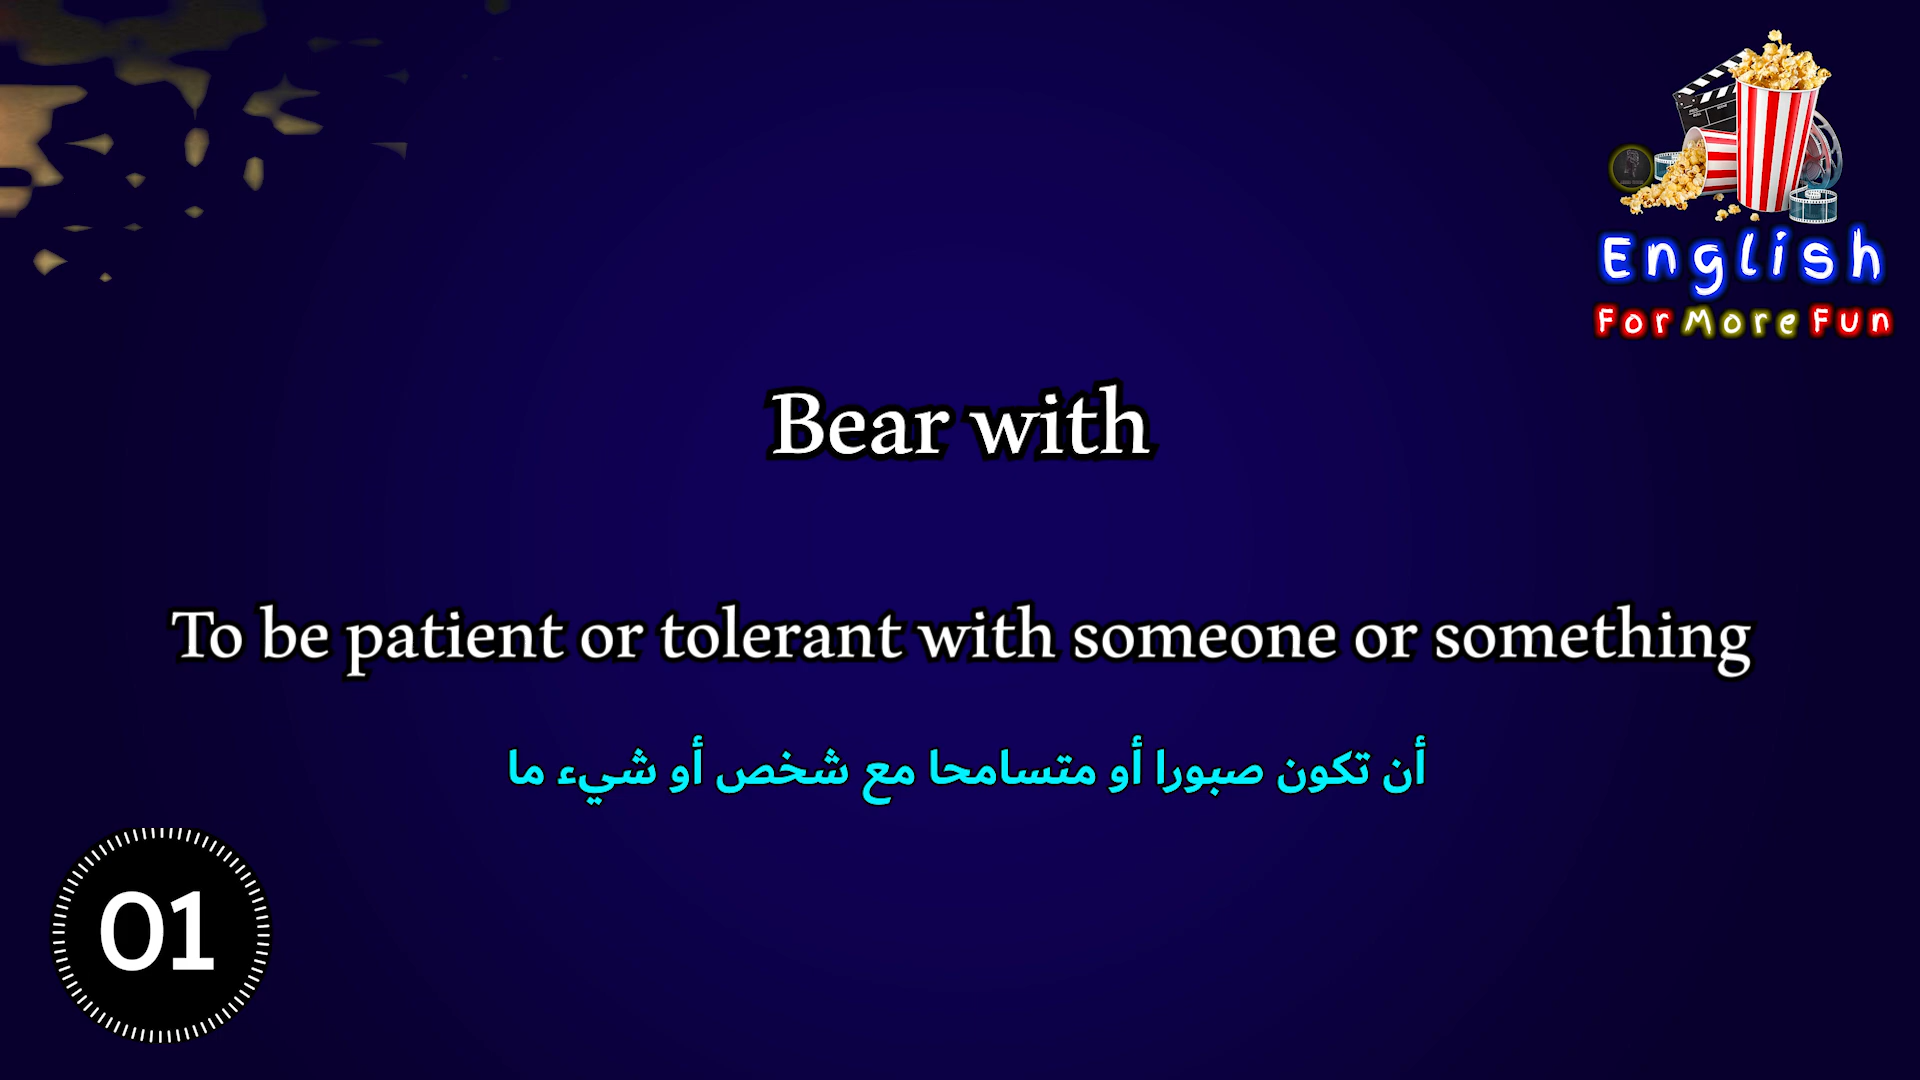 English
For More Fun
Bear with
To be patient or tolerant with someone or something
أن تكون صبورا أو متسامحا مع شخص أو شيء ما
01